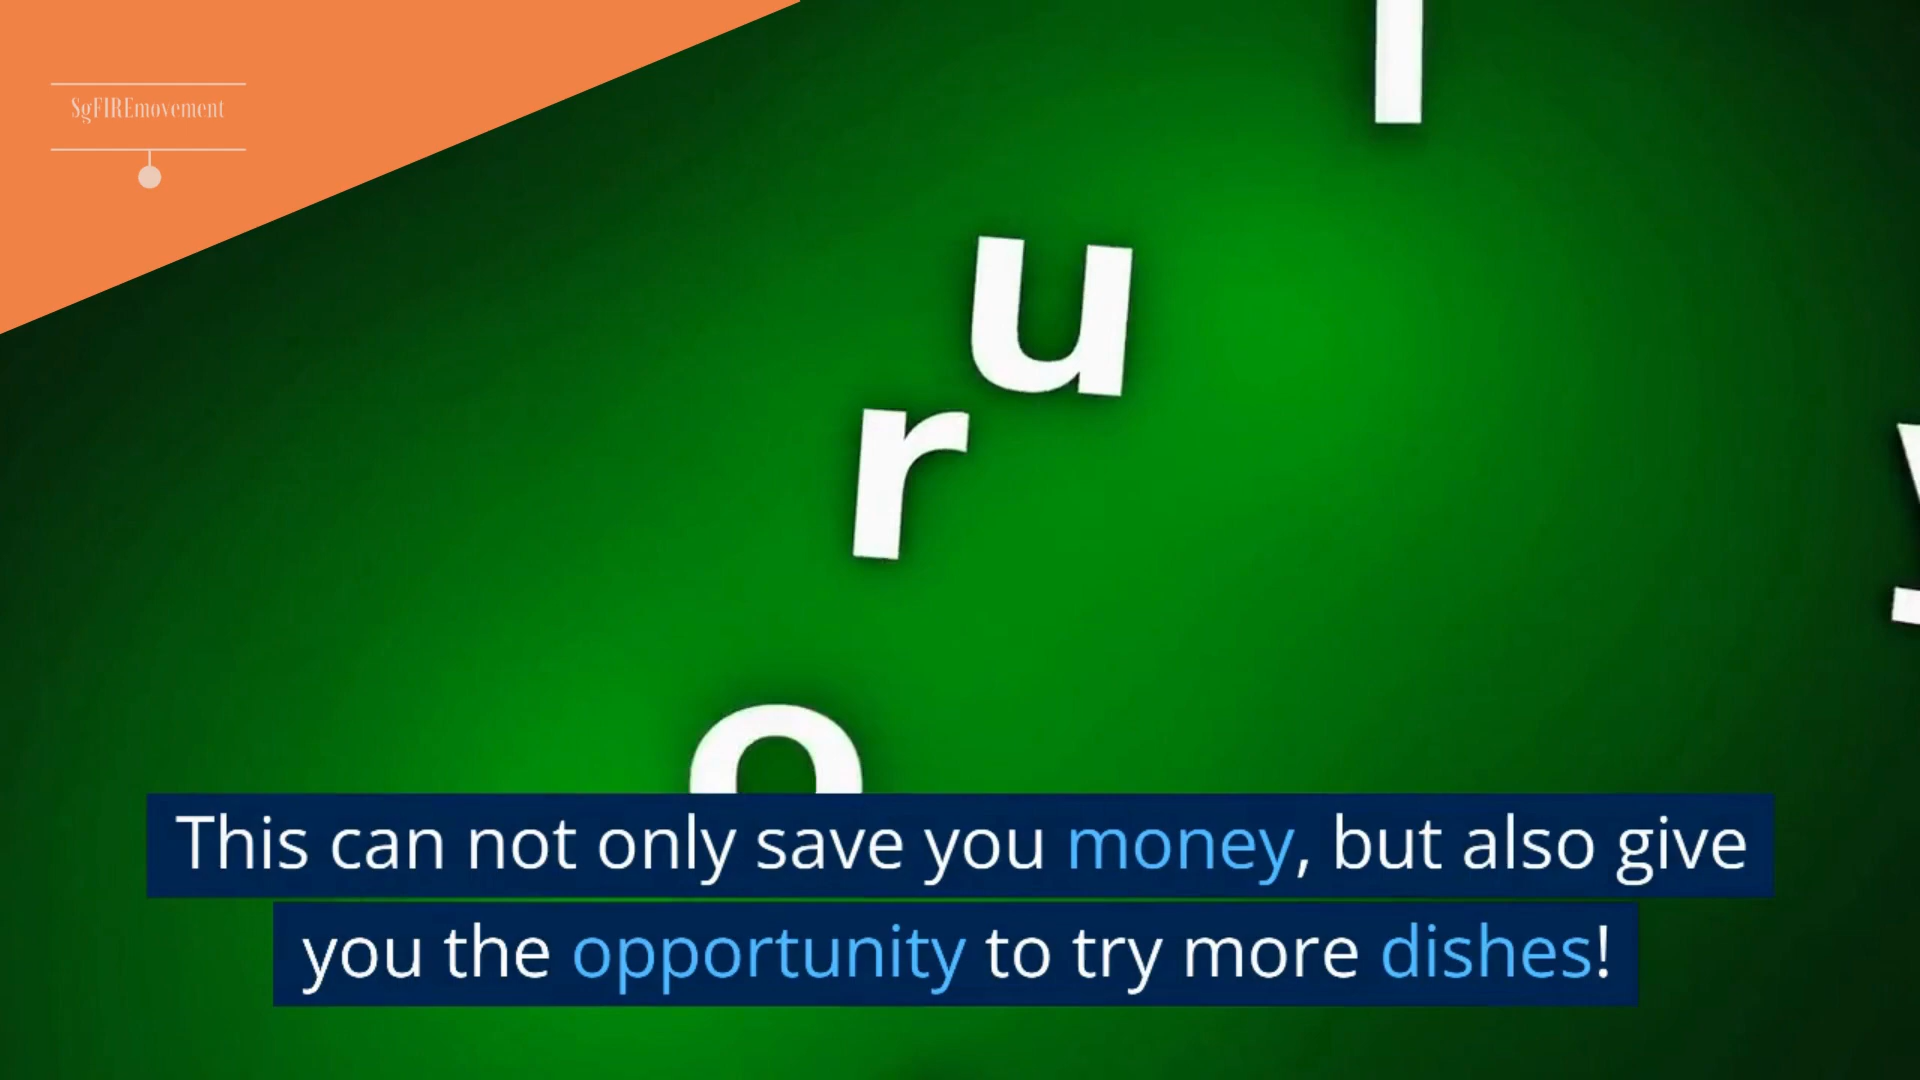 SgFIREmovement
u
r
o
This can not only save you money, but also give
you the opportunity to try more dishes!